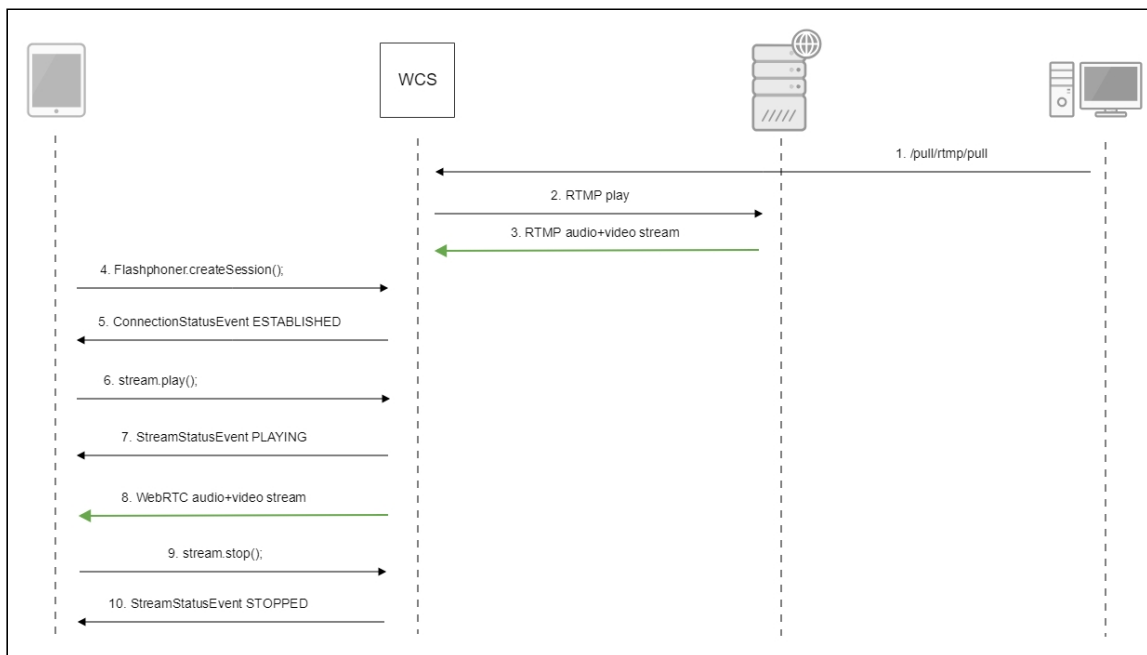 WCS
1. /pull/rtmp/pull
2. RTMP play
3. RTMP audio+video stream
4. Flashphoner.createSession();
5. ConnectionStatusEvent ESTABLISHED
6. stream.play();
7. StreamStatusEvent PLAYING
8. WebRTC audio+video stream
9. stream.stop();
10. StreamStatusEvent STOPPED